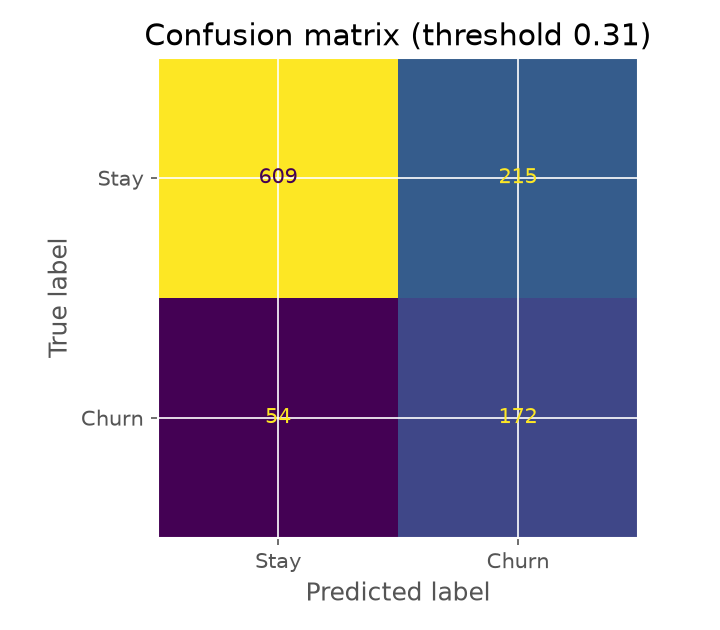 Confusion matrix (threshold 0.31)
True label
Stay
609
215
Churn
54
172
Stay
Churn
Predicted label